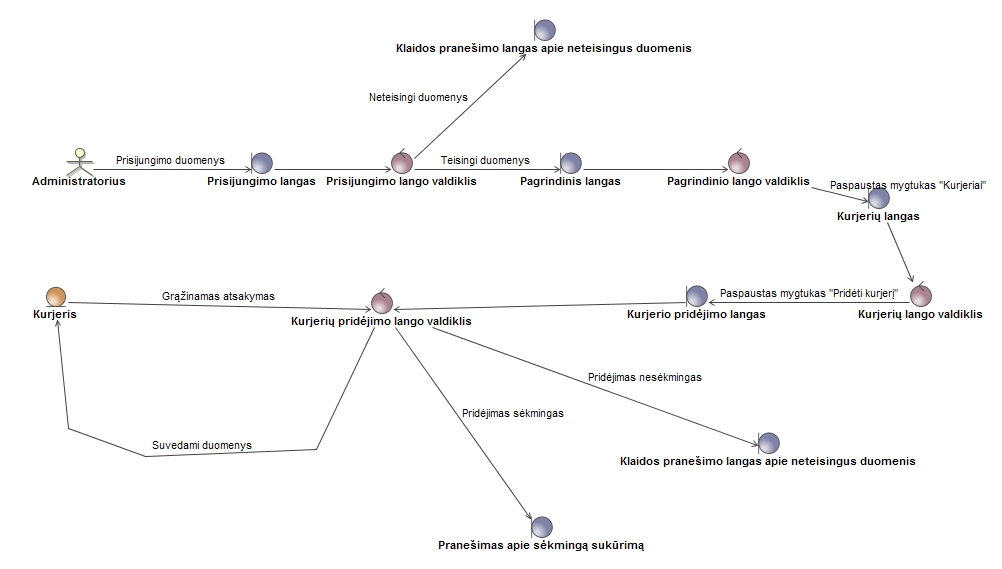 Klaidos pranešimo langas apie neteisingus duomenis
Neteisingi duomenys
Prisijungimo duomenys
Teisingi duomenys
Administratorius
Prisijungimo langas
Prisijungimo lango valdiklis
Pagrindinis langas
Pagrindinio lango valdiklis
Paspaustas mygtukas "Kurjeriai"
Kurjerių langas
Grąžinamas atsakymas
Paspaustas mygtukas "Pridėti kurjerį"
Kurjeris
Kurjerių pridėjimo lango valdiklis
Kurjerio pridėjimo langas
Kurjerių lango valdiklis
Pridėjimas nesėkmingas
Pridėjimas sėkmingas
Suvedami duomenys
Klaidos pranešimo langas apie neteisingus duomenis
Pranešimas apie sėkmingą sukūrimą